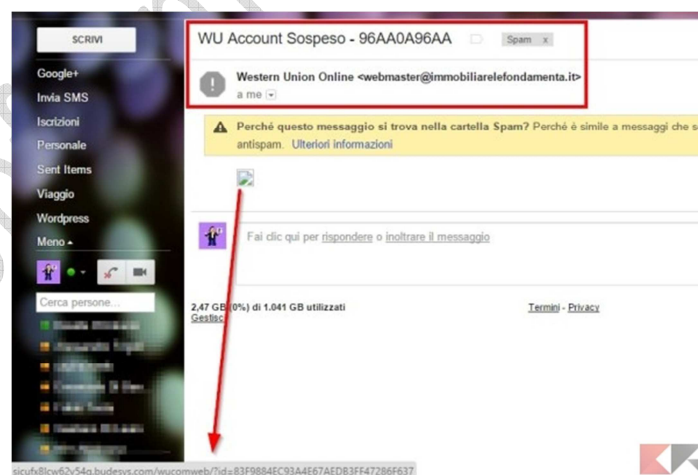 SCRIVI
WU Account Sospeso - 96AA0A96AA
Spam x
Google+
Western Union Online <webmaster@immobiliarelefondamenta.it>
a me
Invia SMS
Iscrizioni
Perché questo messaggio si trova nella cartella Spam? Perché è simile a messaggi che
antispam. Ulteriori informazioni
Personale
Sent Items
Viaggio
Wordpress
Meno
Fai clic qui per rispondere o inoltrare il messaggio
Cerca persone...
2,47 GB (0%) di 1.041 GB utilizzati
Gestisci
Termini - Privacy
sicufx8lcw62v54g.budesys.com/wucomweb/?id=83F9884EC93A4E67AEDB3FF47286F637